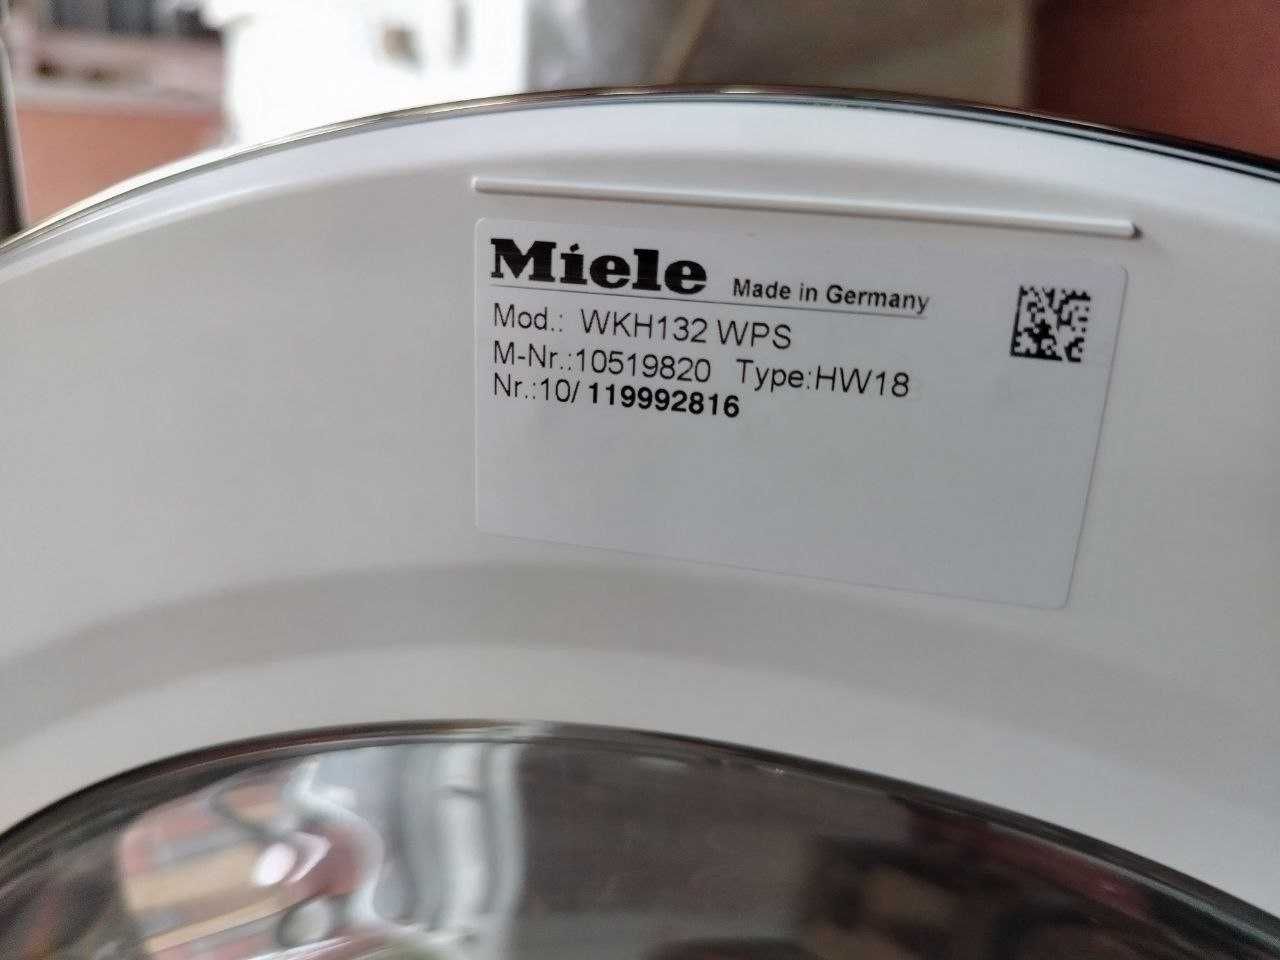 Miele Made in Germany
Mod.: WKH132 WPS
M-Nr.:10519820 Type:HW18
Nr.:10/ 119992816